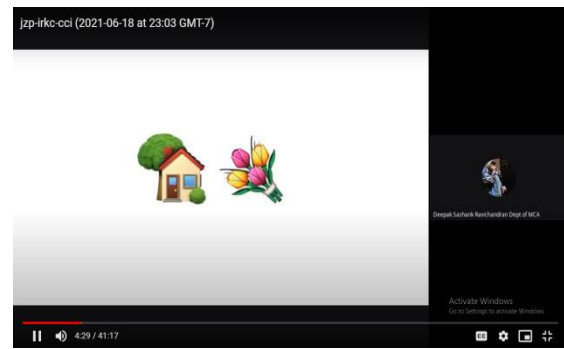 jzp-irkc-cci (2021-06-18 at 23:03 GMT-7)
Deepak Sashank Ravichandran Dept of MCA
Activate Windows
Go to Settings to activate Windows.
4:29 / 41:17
CC